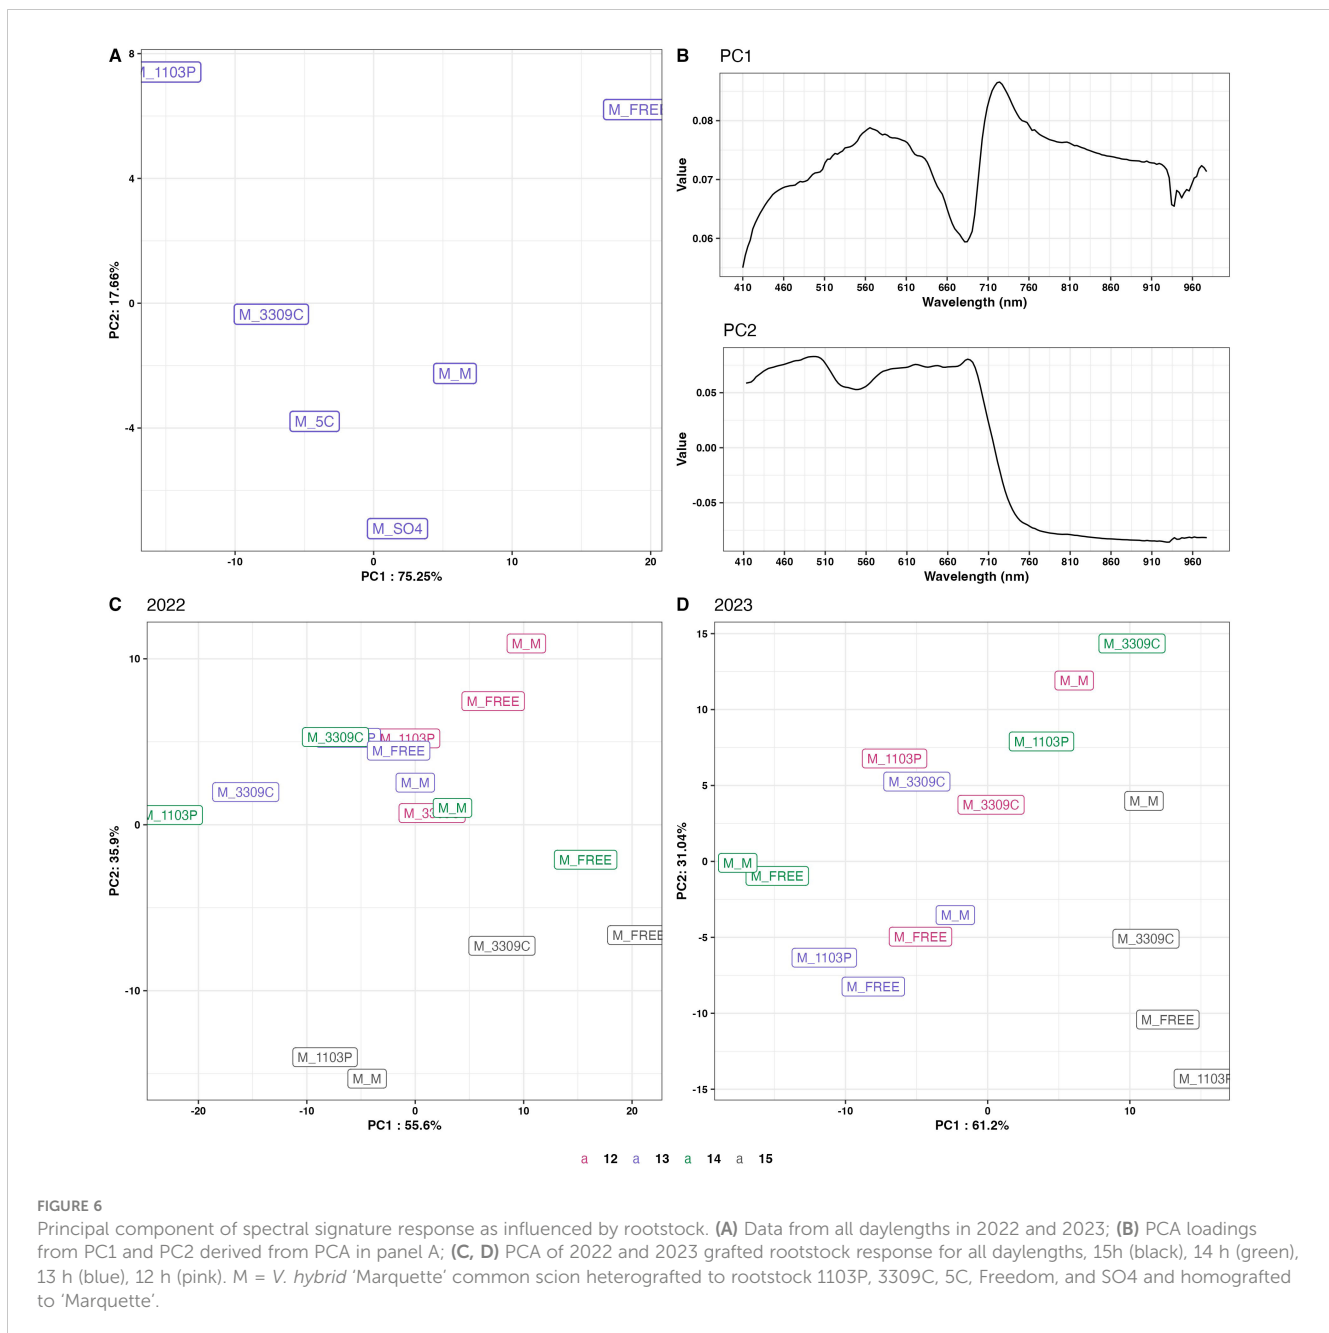 A
8
4
0
-4
M_1103P
M_FREE
M_3309C
M_M
M_5C
M_SO4
PC2: 17.66%
-10
0
10
20
PC1 : 75.25%
B
PC1
0.08
0.07
0.06
Value
410 460 510 560 610 660 710 760 810 860 910 960
Wavelength (nm)
PC2
0.05
0.00
-0.05
Value
410 460 510 560 610 660 710 760 810 860 910 960
Wavelength (nm)
C
2022
10
0
-10
M_M
M_FREE
M_3309C
P
M_1103P
M_FREE
M_M
M_3309C
M_33
M_M
M_1103P
M_FREE
M_FREE
M_3309C
M_1103P
M_M
PC2: 35.9%
-20 -10 0 10 20
PC1 : 55.6%
D
2023
15
10
5
0
-5
-10
-15
M_3309C
M_M
M_1103P
M_1103P
M_3309C
M_3309C
M_M
M_M
M_FREE
M_M
M_FREE
M_3309C
M_1103P
M_FREE
M_FREE
M_1103P
PC2: 31.04%
-10 0 10
PC1 : 61.2%
a 12 a 13 a 14 a 15
FIGURE 6
Principal component of spectral signature response as influenced by rootstock. (A) Data from all daylengths in 2022 and 2023; (B) PCA loadings
from PC1 and PC2 derived from PCA in panel A; (C, D) PCA of 2022 and 2023 grafted rootstock response for all daylengths, 15h (black), 14 h (green),
13 h (blue), 12 h (pink). M = V. hybrid ‘Marquette’ common scion heterografted to rootstock 1103P, 3309C, 5C, Freedom, and SO4 and homografted
to ‘Marquette’.